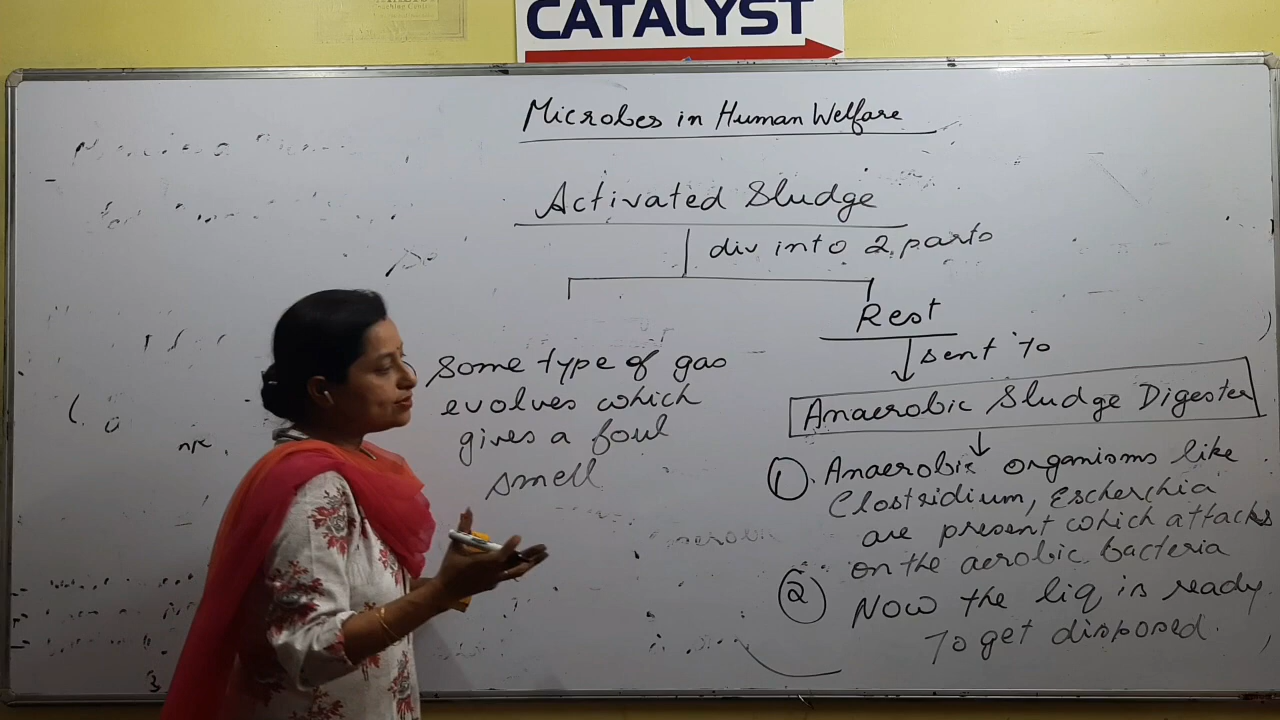 CATALYST
Microbes in Human Welfare
Activated Sludge
div into 2 parts
Rest
sent to
Some type of gas
evolves which
gives a foul
smell
Anaerobic Sludge Digester
1. Anaerobic organisms like
Clostridium, Escherchia
are present which attacks
on the aerobic bacteria
2 Now the liq is ready
To get disposed.